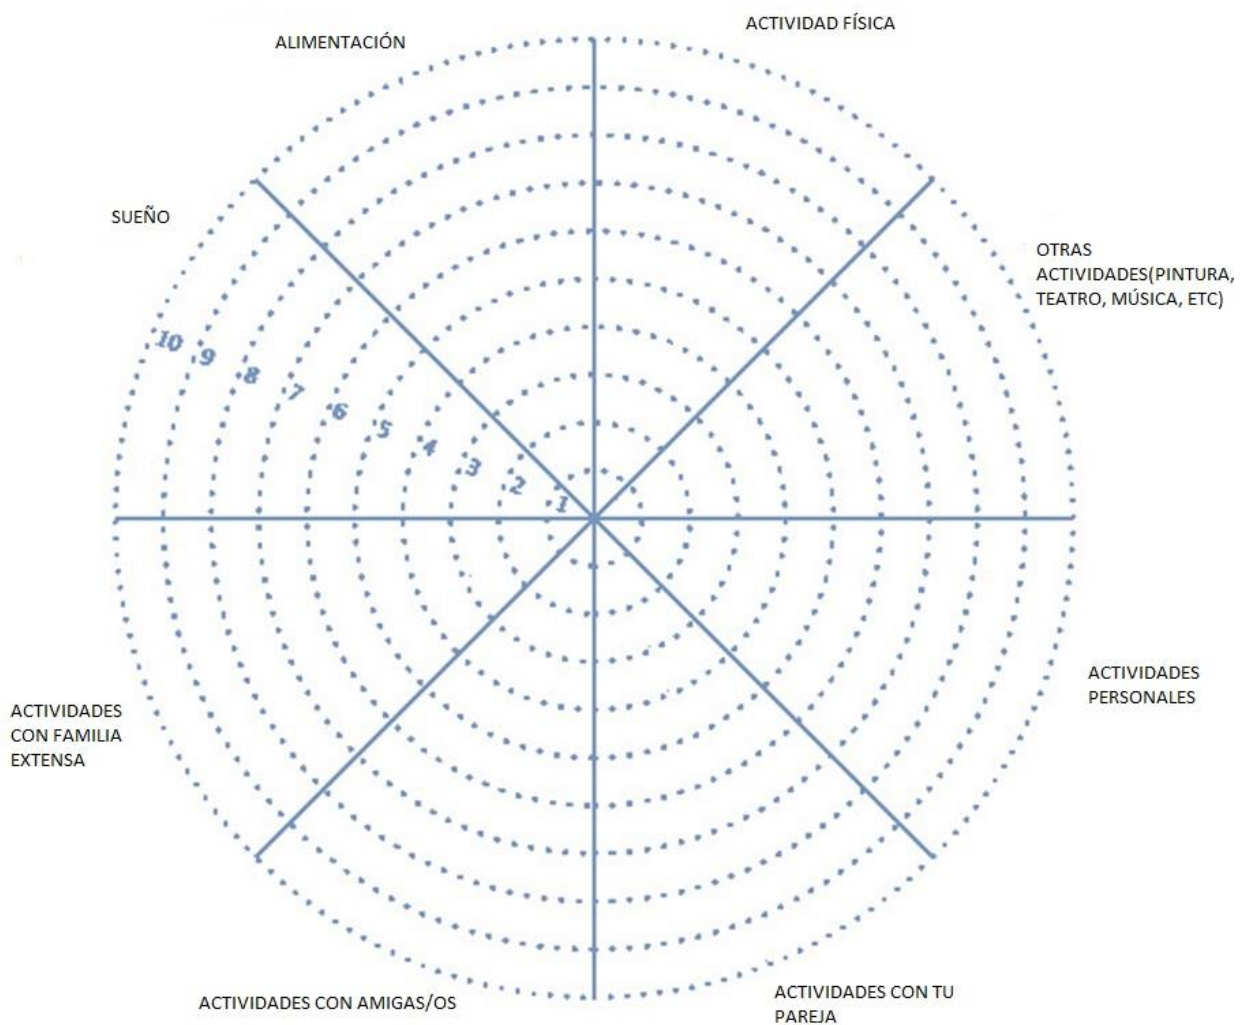 ACTIVIDAD FÍSICA
ALIMENTACIÓN
SUEÑO
OTRAS
ACTIVIDADES(PINTURA,
TEATRO, MÚSICA, ETC)
10
9
8
7
6
5
4
3
2
1
ACTIVIDADES
PERSONALES
ACTIVIDADES
CON FAMILIA
EXTENSA
ACTIVIDADES CON TU
PAREJA
ACTIVIDADES CON AMIGAS/OS